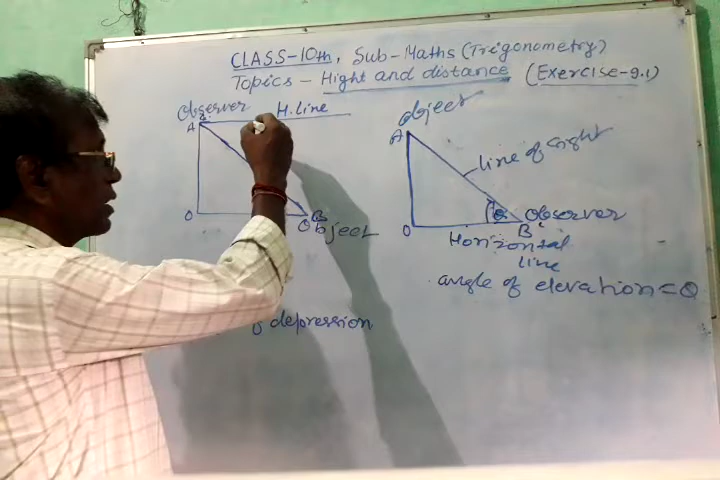 CLASS-10th, Sub-Maths (Trigonometry)
Topics - Hight and distance (Exercise-9.1)
Observer H.line
A
O
B
Object
depression
Object
A
line of sight
O
θ
Observer
B
Horizontal
line
angle of elevation = θ